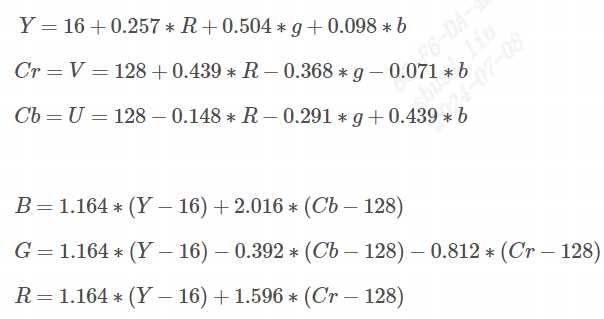 Y = 16 + 0.257 * R + 0.504 * g + 0.098 * b
Cr = V = 128 + 0.439 * R − 0.368 * g − 0.071 * b
Cb = U = 128 − 0.148 * R − 0.291 * g + 0.439 * b
B = 1.164 * (Y − 16) + 2.016 * (Cb − 128)
G = 1.164 * (Y − 16) − 0.392 * (Cb − 128) − 0.812 * (Cr − 128)
R = 1.164 * (Y − 16) + 1.596 * (Cr − 128)
liu
2024-07-08